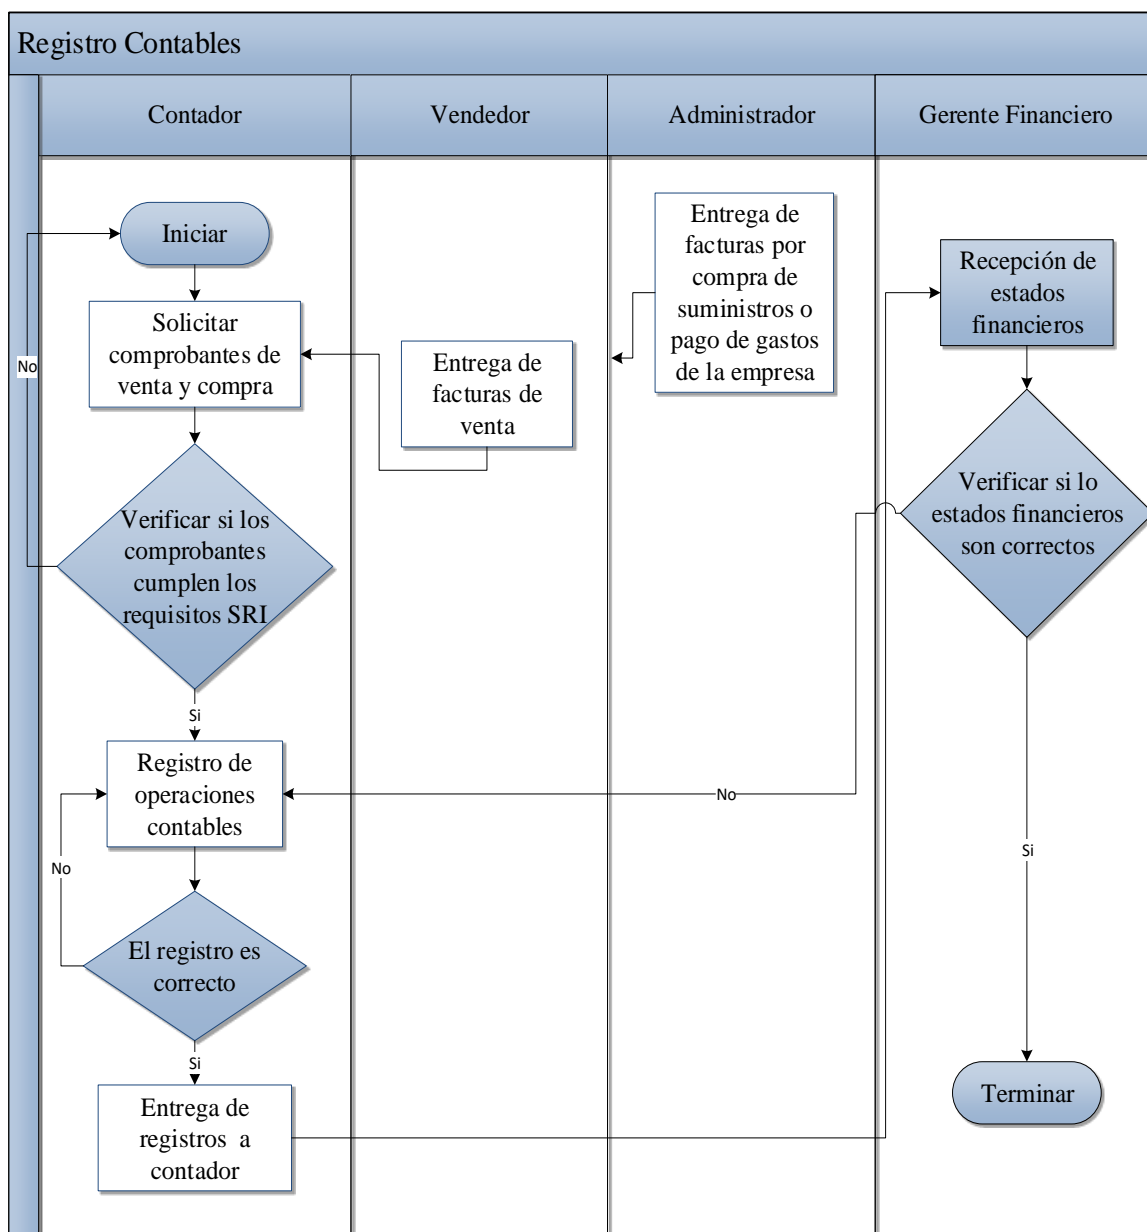 Registro Contables
Contador
Vendedor
Administrador
Gerente Financiero
Iniciar
Solicitar
comprobantes de
venta y compra
No
Verificar si los
comprobantes
cumplen los
requisitos SRI
Si
Registro de
operaciones
contables
No
El registro es
correcto
Si
Entrega de
registros a
contador
Entrega de
facturas de
venta
Entrega de
facturas por
compra de
suministros o
pago de gastos
de la empresa
No
Recepción de
estados
financieros
Verificar si lo
estados financieros
son correctos
Si
Terminar